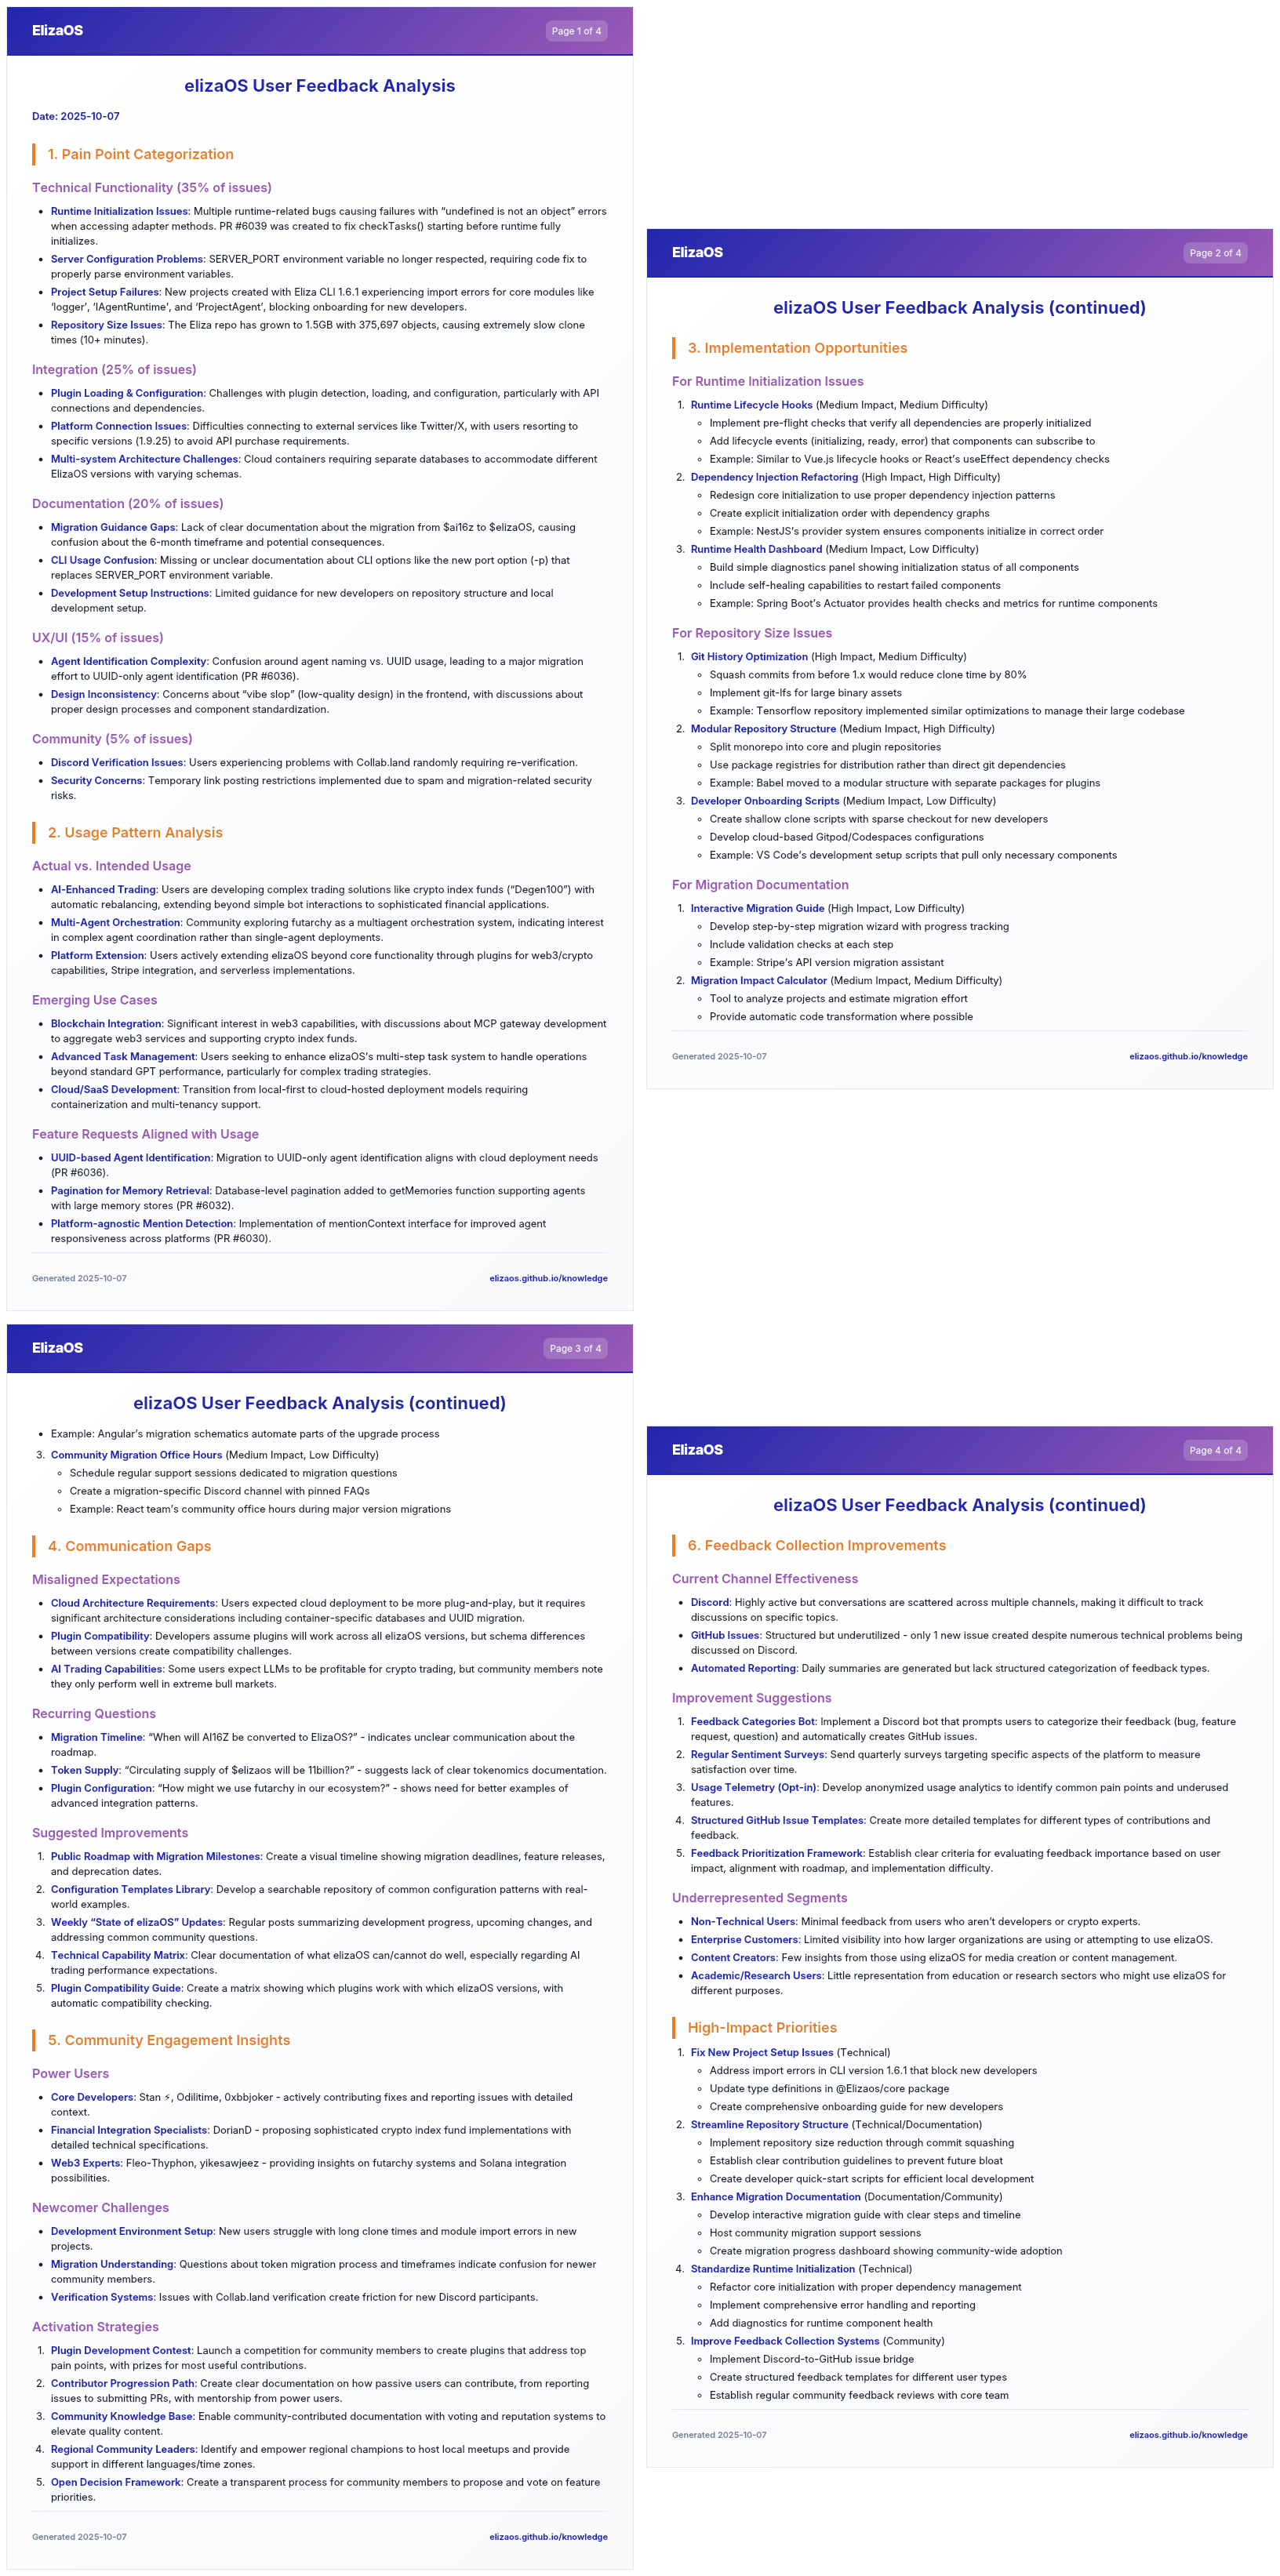 ElizaOS
Page 1 of 4
elizaOS User Feedback Analysis
Date: 2025-10-07
1. Pain Point Categorization
Technical Functionality (35% of issues)
• Runtime Initialization Issues: Multiple runtime-related bugs causing failures with “undefined is not an object” errors
when accessing adapter methods. PR #6039 was created to fix checkTasks() starting before runtime fully
initializes.
• Server Configuration Problems: SERVER_PORT environment variable no longer respected, requiring code fix to
properly parse environment variables.
• Project Setup Failures: New projects created with Eliza CLI 1.6.1 experiencing import errors for core modules like
‘logger’, ‘IAgentRuntime’, and ‘ProjectAgent’, blocking onboarding for new developers.
• Repository Size Issues: The Eliza repo has grown to 1.5GB with 375,697 objects, causing extremely slow clone
times (10+ minutes).
Integration (25% of issues)
• Plugin Loading & Configuration: Challenges with plugin detection, loading, and configuration, particularly with API
connections and dependencies.
• Platform Connection Issues: Difficulties connecting to external services like Twitter/X, with users resorting to
specific versions (1.9.25) to avoid API purchase requirements.
• Multi-system Architecture Challenges: Cloud containers requiring separate databases to accommodate different
ElizaOS versions with varying schemas.
Documentation (20% of issues)
• Migration Guidance Gaps: Lack of clear documentation about the migration from $ai16z to $elizaOS, causing
confusion about the 6-month timeframe and potential consequences.
• CLI Usage Confusion: Missing or unclear documentation about CLI options like the new port option (-p) that
replaces SERVER_PORT environment variable.
• Development Setup Instructions: Limited guidance for new developers on repository structure and local
development setup.
UX/UI (15% of issues)
• Agent Identification Complexity: Confusion around agent naming vs. UUID usage, leading to a major migration
effort to UUID-only agent identification (PR #6036).
• Design Inconsistency: Concerns about “vibe slop” (low-quality design) in the frontend, with discussions about
proper design processes and component standardization.
Community (5% of issues)
• Discord Verification Issues: Users experiencing problems with Collab.land randomly requiring re-verification.
• Security Concerns: Temporary link posting restrictions implemented due to spam and migration-related security
risks.
2. Usage Pattern Analysis
Actual vs. Intended Usage
• AI-Enhanced Trading: Users are developing complex trading solutions like crypto index funds (“Degen100”) with
automatic rebalancing, extending beyond simple bot interactions to sophisticated financial applications.
• Multi-Agent Orchestration: Community exploring futarchy as a multiagent orchestration system, indicating interest
in complex agent coordination rather than single-agent deployments.
• Platform Extension: Users actively extending elizaOS beyond core functionality through plugins for web3/crypto
capabilities, Stripe integration, and serverless implementations.
Emerging Use Cases
• Blockchain Integration: Significant interest in web3 capabilities, with discussions about MCP gateway development
to aggregate web3 services and supporting crypto index funds.
• Advanced Task Management: Users seeking to enhance elizaOS’s multi-step task system to handle operations
beyond standard GPT performance, particularly for complex trading strategies.
• Cloud/SaaS Development: Transition from local-first to cloud-hosted deployment models requiring
containerization and multi-tenancy support.
Feature Requests Aligned with Usage
• UUID-based Agent Identification: Migration to UUID-only agent identification aligns with cloud deployment needs
(PR #6036).
• Pagination for Memory Retrieval: Database-level pagination added to getMemories function supporting agents
with large memory stores (PR #6032).
• Platform-agnostic Mention Detection: Implementation of mentionContext interface for improved agent
responsiveness across platforms (PR #6030).
Generated 2025-10-07
elizaos.github.io/knowledge
ElizaOS
Page 2 of 4
elizaOS User Feedback Analysis (continued)
3. Implementation Opportunities
For Runtime Initialization Issues
1. Runtime Lifecycle Hooks (Medium Impact, Medium Difficulty)
◦ Implement pre-flight checks that verify all dependencies are properly initialized
◦ Add lifecycle events (initializing, ready, error) that components can subscribe to
◦ Example: Similar to Vue.js lifecycle hooks or React’s useEffect dependency checks
2. Dependency Injection Refactoring (High Impact, High Difficulty)
◦ Redesign core initialization to use proper dependency injection patterns
◦ Create explicit initialization order with dependency graphs
◦ Example: NestJS’s provider system ensures components initialize in correct order
3. Runtime Health Dashboard (Medium Impact, Low Difficulty)
◦ Build simple diagnostics panel showing initialization status of all components
◦ Include self-healing capabilities to restart failed components
◦ Example: Spring Boot’s Actuator provides health checks and metrics for runtime components
For Repository Size Issues
1. Git History Optimization (High Impact, Medium Difficulty)
◦ Squash commits from before 1.x would reduce clone time by 80%
◦ Implement git-lfs for large binary assets
◦ Example: Tensorflow repository implemented similar optimizations to manage their large codebase
2. Modular Repository Structure (Medium Impact, High Difficulty)
◦ Split monorepo into core and plugin repositories
◦ Use package registries for distribution rather than direct git dependencies
◦ Example: Babel moved to a modular structure with separate packages for plugins
3. Developer Onboarding Scripts (Medium Impact, Low Difficulty)
◦ Create shallow clone scripts with sparse checkout for new developers
◦ Develop cloud-based Gitpod/Codespaces configurations
◦ Example: VS Code’s development setup scripts that pull only necessary components
For Migration Documentation
1. Interactive Migration Guide (High Impact, Low Difficulty)
◦ Develop step-by-step migration wizard with progress tracking
◦ Include validation checks at each step
◦ Example: Stripe’s API version migration assistant
2. Migration Impact Calculator (Medium Impact, Medium Difficulty)
◦ Tool to analyze projects and estimate migration effort
◦ Provide automatic code transformation where possible
Generated 2025-10-07
elizaos.github.io/knowledge
ElizaOS
Page 3 of 4
elizaOS User Feedback Analysis (continued)
• Example: Angular’s migration schematics automate parts of the upgrade process
3. Community Migration Office Hours (Medium Impact, Low Difficulty)
◦ Schedule regular support sessions dedicated to migration questions
◦ Create a migration-specific Discord channel with pinned FAQs
◦ Example: React team’s community office hours during major version migrations
4. Communication Gaps
Misaligned Expectations
• Cloud Architecture Requirements: Users expected cloud deployment to be more plug-and-play, but it requires
significant architecture considerations including container-specific databases and UUID migration.
• Plugin Compatibility: Developers assume plugins will work across all elizaOS versions, but schema differences
between versions create compatibility challenges.
• AI Trading Capabilities: Some users expect LLMs to be profitable for crypto trading, but community members note
they only perform well in extreme bull markets.
Recurring Questions
• Migration Timeline: “When will AI16Z be converted to ElizaOS?” - indicates unclear communication about the
roadmap.
• Token Supply: “Circulating supply of $elizaos will be 11billion?” - suggests lack of clear tokenomics documentation.
• Plugin Configuration: “How might we use futarchy in our ecosystem?” - shows need for better examples of
advanced integration patterns.
Suggested Improvements
1. Public Roadmap with Migration Milestones: Create a visual timeline showing migration deadlines, feature releases,
and deprecation dates.
2. Configuration Templates Library: Develop a searchable repository of common configuration patterns with real-
world examples.
3. Weekly “State of elizaOS” Updates: Regular posts summarizing development progress, upcoming changes, and
addressing common community questions.
4. Technical Capability Matrix: Clear documentation of what elizaOS can/cannot do well, especially regarding AI
trading performance expectations.
5. Plugin Compatibility Guide: Create a matrix showing which plugins work with which elizaOS versions, with
automatic compatibility checking.
5. Community Engagement Insights
Power Users
• Core Developers: Stan ⚡, Odilitime, 0xbbjoker - actively contributing fixes and reporting issues with detailed
context.
• Financial Integration Specialists: DorianD - proposing sophisticated crypto index fund implementations with
detailed technical specifications.
• Web3 Experts: Fleo-Thyphon, yikesawjeez - providing insights on futarchy systems and Solana integration
possibilities.
Newcomer Challenges
• Development Environment Setup: New users struggle with long clone times and module import errors in new
projects.
• Migration Understanding: Questions about token migration process and timeframes indicate confusion for newer
community members.
• Verification Systems: Issues with Collab.land verification create friction for new Discord participants.
Activation Strategies
1. Plugin Development Contest: Launch a competition for community members to create plugins that address top
pain points, with prizes for most useful contributions.
2. Contributor Progression Path: Create clear documentation on how passive users can contribute, from reporting
issues to submitting PRs, with mentorship from power users.
3. Community Knowledge Base: Enable community-contributed documentation with voting and reputation systems to
elevate quality content.
4. Regional Community Leaders: Identify and empower regional champions to host local meetups and provide
support in different languages/time zones.
5. Open Decision Framework: Create a transparent process for community members to propose and vote on feature
priorities.
Generated 2025-10-07
elizaos.github.io/knowledge
ElizaOS
Page 4 of 4
elizaOS User Feedback Analysis (continued)
6. Feedback Collection Improvements
Current Channel Effectiveness
• Discord: Highly active but conversations are scattered across multiple channels, making it difficult to track
discussions on specific topics.
• GitHub Issues: Structured but underutilized - only 1 new issue created despite numerous technical problems being
discussed on Discord.
• Automated Reporting: Daily summaries are generated but lack structured categorization of feedback types.
Improvement Suggestions
1. Feedback Categories Bot: Implement a Discord bot that prompts users to categorize their feedback (bug, feature
request, question) and automatically creates GitHub issues.
2. Regular Sentiment Surveys: Send quarterly surveys targeting specific aspects of the platform to measure
satisfaction over time.
3. Usage Telemetry (Opt-in): Develop anonymized usage analytics to identify common pain points and underused
features.
4. Structured GitHub Issue Templates: Create more detailed templates for different types of contributions and
feedback.
5. Feedback Prioritization Framework: Establish clear criteria for evaluating feedback importance based on user
impact, alignment with roadmap, and implementation difficulty.
Underrepresented Segments
• Non-Technical Users: Minimal feedback from users who aren’t developers or crypto experts.
• Enterprise Customers: Limited visibility into how larger organizations are using or attempting to use elizaOS.
• Content Creators: Few insights from those using elizaOS for media creation or content management.
• Academic/Research Users: Little representation from education or research sectors who might use elizaOS for
different purposes.
High-Impact Priorities
1. Fix New Project Setup Issues (Technical)
◦ Address import errors in CLI version 1.6.1 that block new developers
◦ Update type definitions in @Elizaos/core package
◦ Create comprehensive onboarding guide for new developers
2. Streamline Repository Structure (Technical/Documentation)
◦ Implement repository size reduction through commit squashing
◦ Establish clear contribution guidelines to prevent future bloat
◦ Create developer quick-start scripts for efficient local development
3. Enhance Migration Documentation (Documentation/Community)
◦ Develop interactive migration guide with clear steps and timeline
◦ Host community migration support sessions
◦ Create migration progress dashboard showing community-wide adoption
4. Standardize Runtime Initialization (Technical)
◦ Refactor core initialization with proper dependency management
◦ Implement comprehensive error handling and reporting
◦ Add diagnostics for runtime component health
5. Improve Feedback Collection Systems (Community)
◦ Implement Discord-to-GitHub issue bridge
◦ Create structured feedback templates for different user types
◦ Establish regular community feedback reviews with core team
Generated 2025-10-07
elizaos.github.io/knowledge